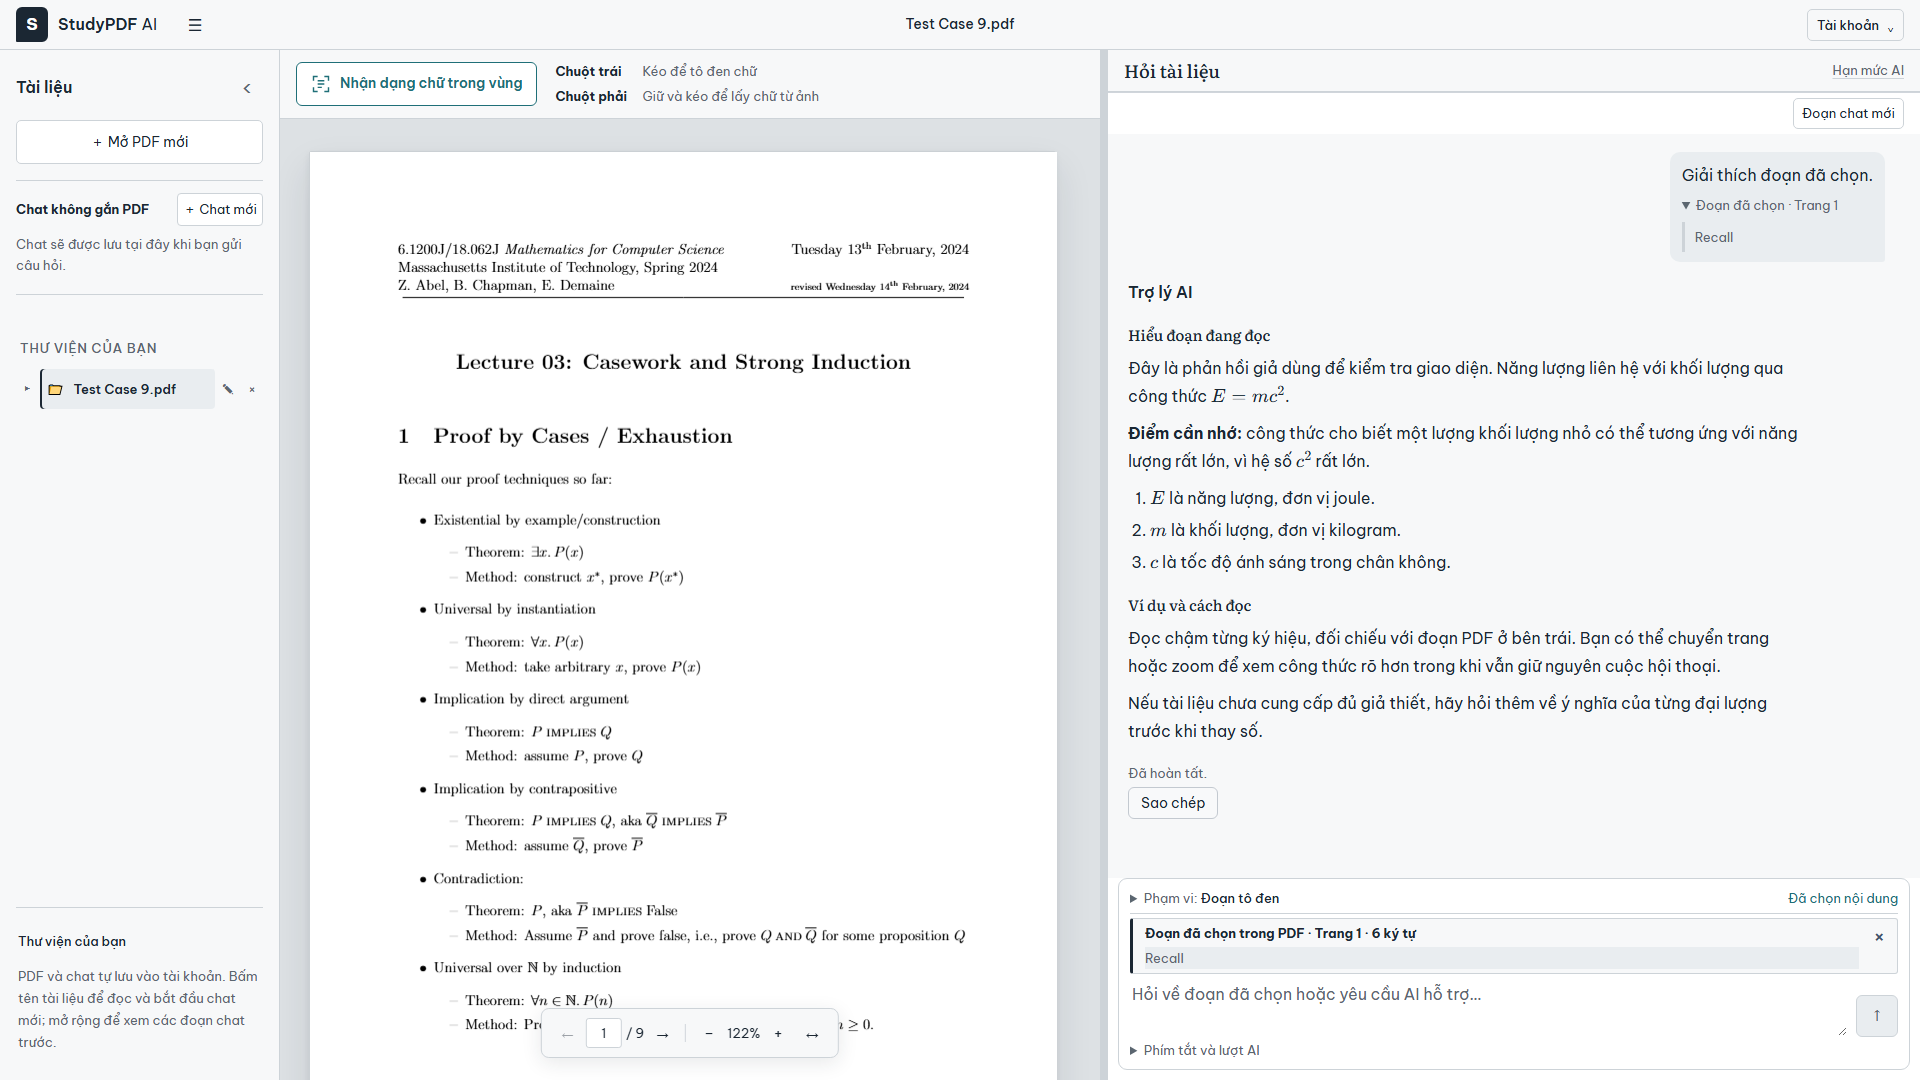 S StudyPDF AI ☰
Test Case 9.pdf
Tài khoản
Tài liệu
+ Mở PDF mới
Chat không gắn PDF
+ Chat mới
Chat sẽ được lưu tại đây khi bạn gửi
câu hỏi.
THƯ VIỆN CỦA BẠN
Test Case 9.pdf
Thư viện của bạn
PDF và chat tự lưu vào tài khoản. Bấm
tên tài liệu để đọc và bắt đầu chat
mới; mở rộng để xem các đoạn chat
trước.
Nhận dạng chữ trong vùng
Chuột trái Kéo để tô đen chữ
Chuột phải Giữ và kéo để lấy chữ từ ảnh
6.1200J/18.062J Mathematics for Computer Science Tuesday 13th February, 2024
Massachusetts Institute of Technology, Spring 2024
Z. Abel, B. Chapman, E. Demaine revised Wednesday 14th February, 2024
Lecture 03: Casework and Strong Induction
1 Proof by Cases / Exhaustion
Recall our proof techniques so far:
• Existential by example/construction
– Theorem: ∃x. P(x)
– Method: construct x*, prove P(x*)
• Universal by instantiation
– Theorem: ∀x. P(x)
– Method: take arbitrary x, prove P(x)
• Implication by direct argument
– Theorem: P IMPLIES Q
– Method: assume P, prove Q
• Implication by contrapositive
– Theorem: P IMPLIES Q, aka Q̅ IMPLIES P̅
– Method: assume Q̅, prove P̅
• Contradiction:
– Theorem: P, aka P̅ IMPLIES False
– Method: Assume P̅ and prove false, i.e., prove Q AND Q̅ for some proposition Q
• Universal over ℕ by induction
– Theorem: ∀n ∈ ℕ. P(n)
– Method: n ≥ 0.
← 1 / 9 → − 122% + ↔
Hỏi tài liệu
Hạn mức AI
Đoạn chat mới
Giải thích đoạn đã chọn.
▼ Đoạn đã chọn · Trang 1
Recall
Trợ lý AI
Hiểu đoạn đang đọc
Đây là phản hồi giả dùng để kiểm tra giao diện. Năng lượng liên hệ với khối lượng qua
công thức E = mc².
Điểm cần nhớ: công thức cho biết một lượng khối lượng nhỏ có thể tương ứng với năng
lượng rất lớn, vì hệ số c² rất lớn.
1. E là năng lượng, đơn vị joule.
2. m là khối lượng, đơn vị kilogram.
3. c là tốc độ ánh sáng trong chân không.
Ví dụ và cách đọc
Đọc chậm từng ký hiệu, đối chiếu với đoạn PDF ở bên trái. Bạn có thể chuyển trang
hoặc zoom để xem công thức rõ hơn trong khi vẫn giữ nguyên cuộc hội thoại.
Nếu tài liệu chưa cung cấp đủ giả thiết, hãy hỏi thêm về ý nghĩa của từng đại lượng
trước khi thay số.
Đã hoàn tất.
Sao chép
▶ Phạm vi: Đoạn tô đen
Đã chọn nội dung
Đoạn đã chọn trong PDF · Trang 1 · 6 ký tự ×
Recall
Hỏi về đoạn đã chọn hoặc yêu cầu AI hỗ trợ...
↑
▶ Phím tắt và lượt AI